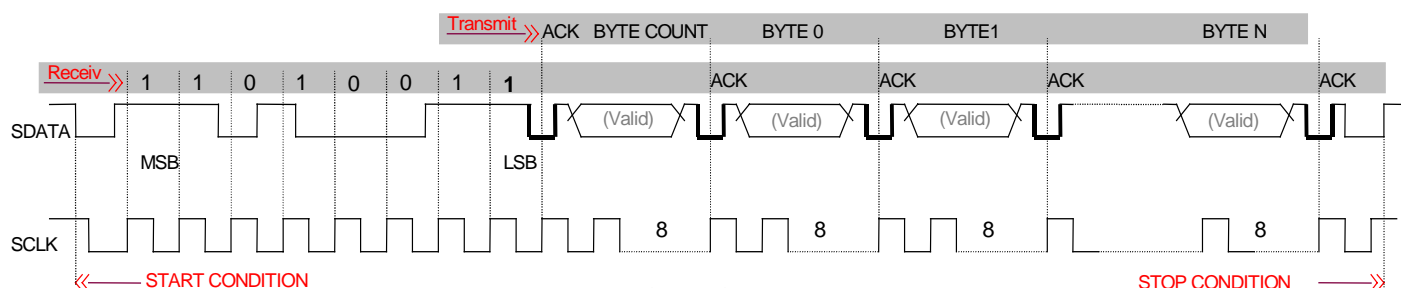 Transmit ACK BYTE COUNT BYTE 0 BYTE1 BYTE N
Receiv 1 1 0 1 0 0 1 1 ACK ACK ACK ACK
SDATA (Valid) (Valid) (Valid) (Valid)
MSB LSB
SCLK 8 8 8 8
START CONDITION STOP CONDITION